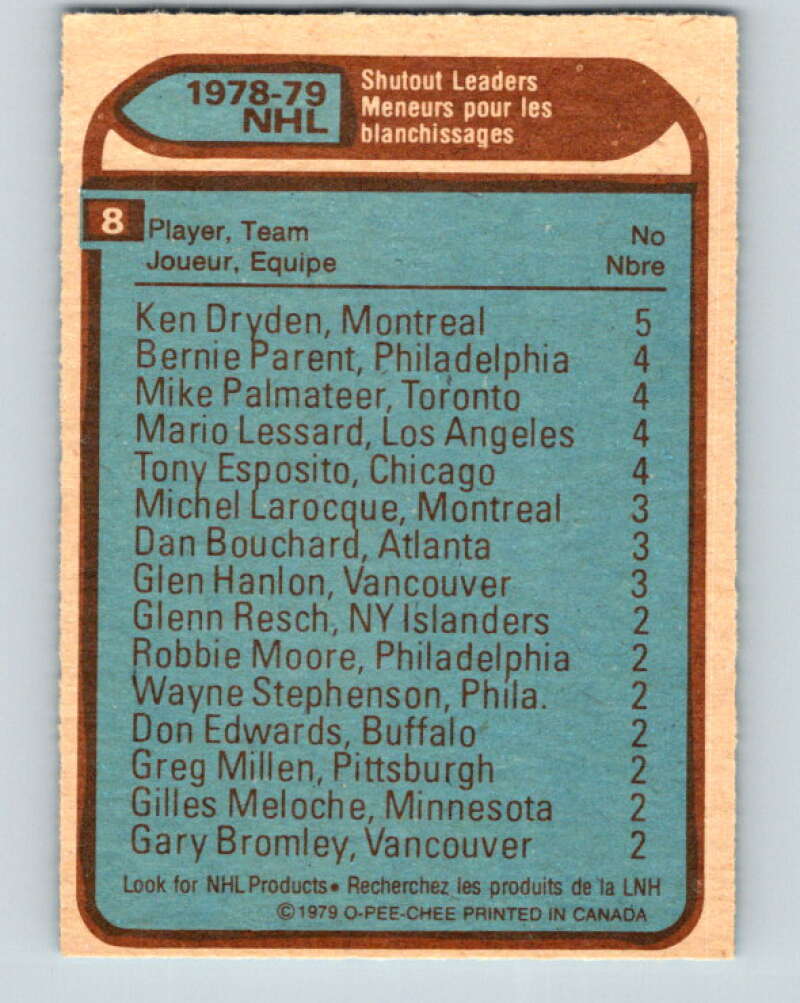 1978-79
NHL
Shutout Leaders
Meneurs pour les
blanchissages
8
Player, Team No
Joueur, Equipe Nbre
Ken Dryden, Montreal 5
Bernie Parent, Philadelphia 4
Mike Palmateer, Toronto 4
Mario Lessard, Los Angeles 4
Tony Esposito, Chicago 4
Michel Larocque, Montreal 3
Dan Bouchard, Atlanta 3
Glen Hanlon, Vancouver 3
Glenn Resch, NY Islanders 2
Robbie Moore, Philadelphia 2
Wayne Stephenson, Phila. 2
Don Edwards, Buffalo 2
Greg Millen, Pittsburgh 2
Gilles Meloche, Minnesota 2
Gary Bromley, Vancouver 2
Look for NHL Products • Recherchez les produits de la LNH
©1979 O-PEE-CHEE PRINTED IN CANADA